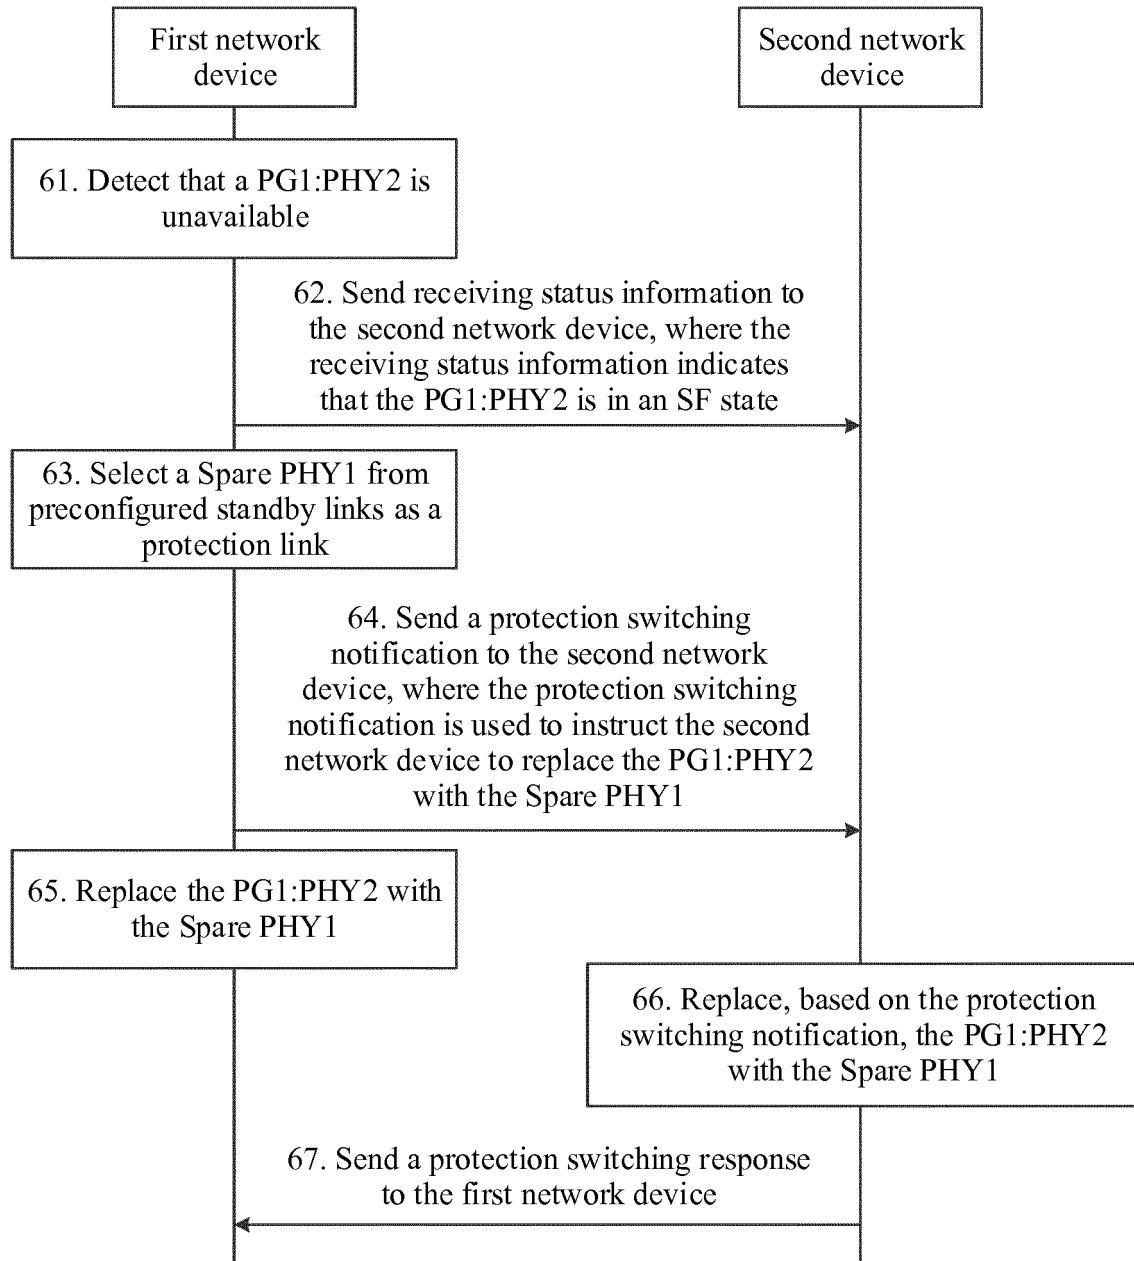 First network
device
Second network
device
61. Detect that a PG1:PHY2 is
unavailable
62. Send receiving status information to
the second network device, where the
receiving status information indicates
that the PG1:PHY2 is in an SF state
63. Select a Spare PHY1 from
preconfigured standby links as a
protection link
64. Send a protection switching
notification to the second network
device, where the protection switching
notification is used to instruct the second
network device to replace the PG1:PHY2
with the Spare PHY1
65. Replace the PG1:PHY2 with
the Spare PHY1
66. Replace, based on the protection
switching notification, the PG1:PHY2
with the Spare PHY1
67. Send a protection switching response
to the first network device